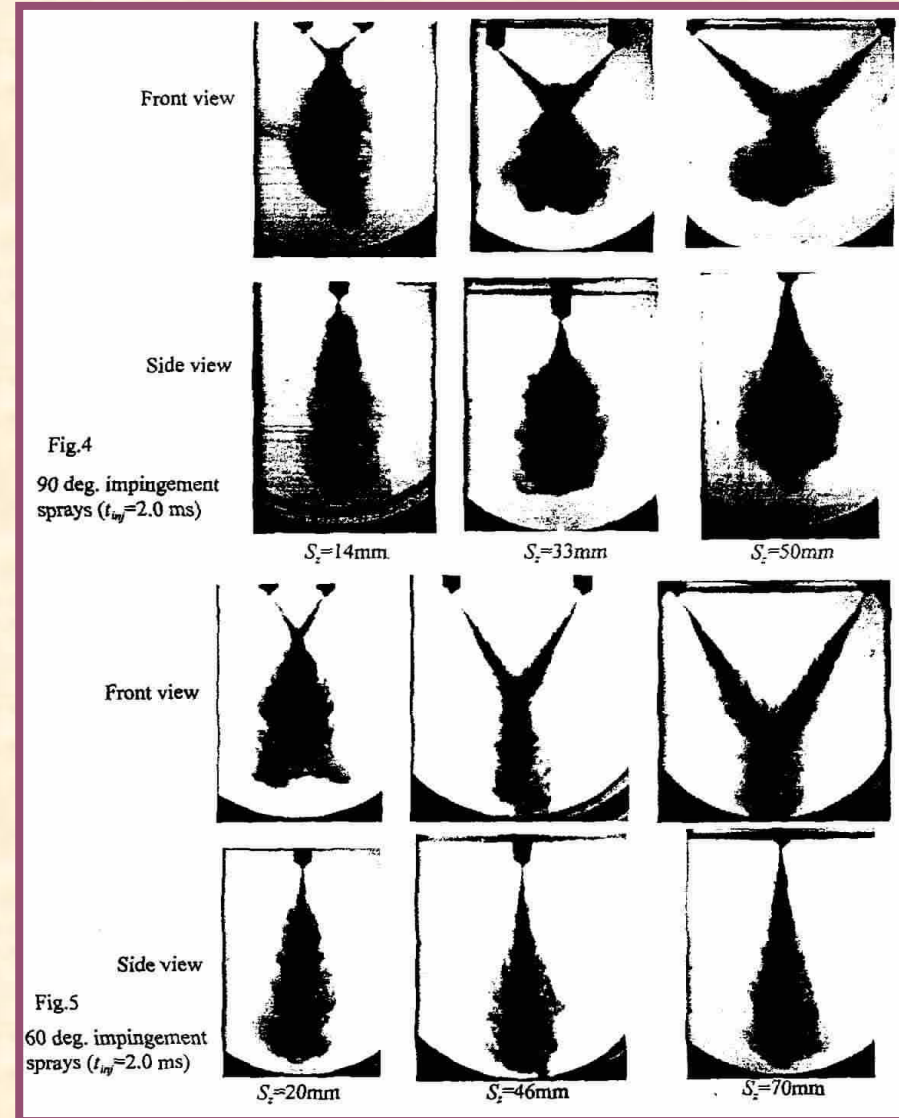 Front view
Side view
Fig.4
90 deg. impingement
sprays (t_inj=2.0 ms)
S_z=14mm S_z=33mm S_z=50mm
Front view
Side view
Fig.5
60 deg. impingement
sprays (t_inj=2.0 ms)
S_z=20mm S_z=46mm S_z=70mm